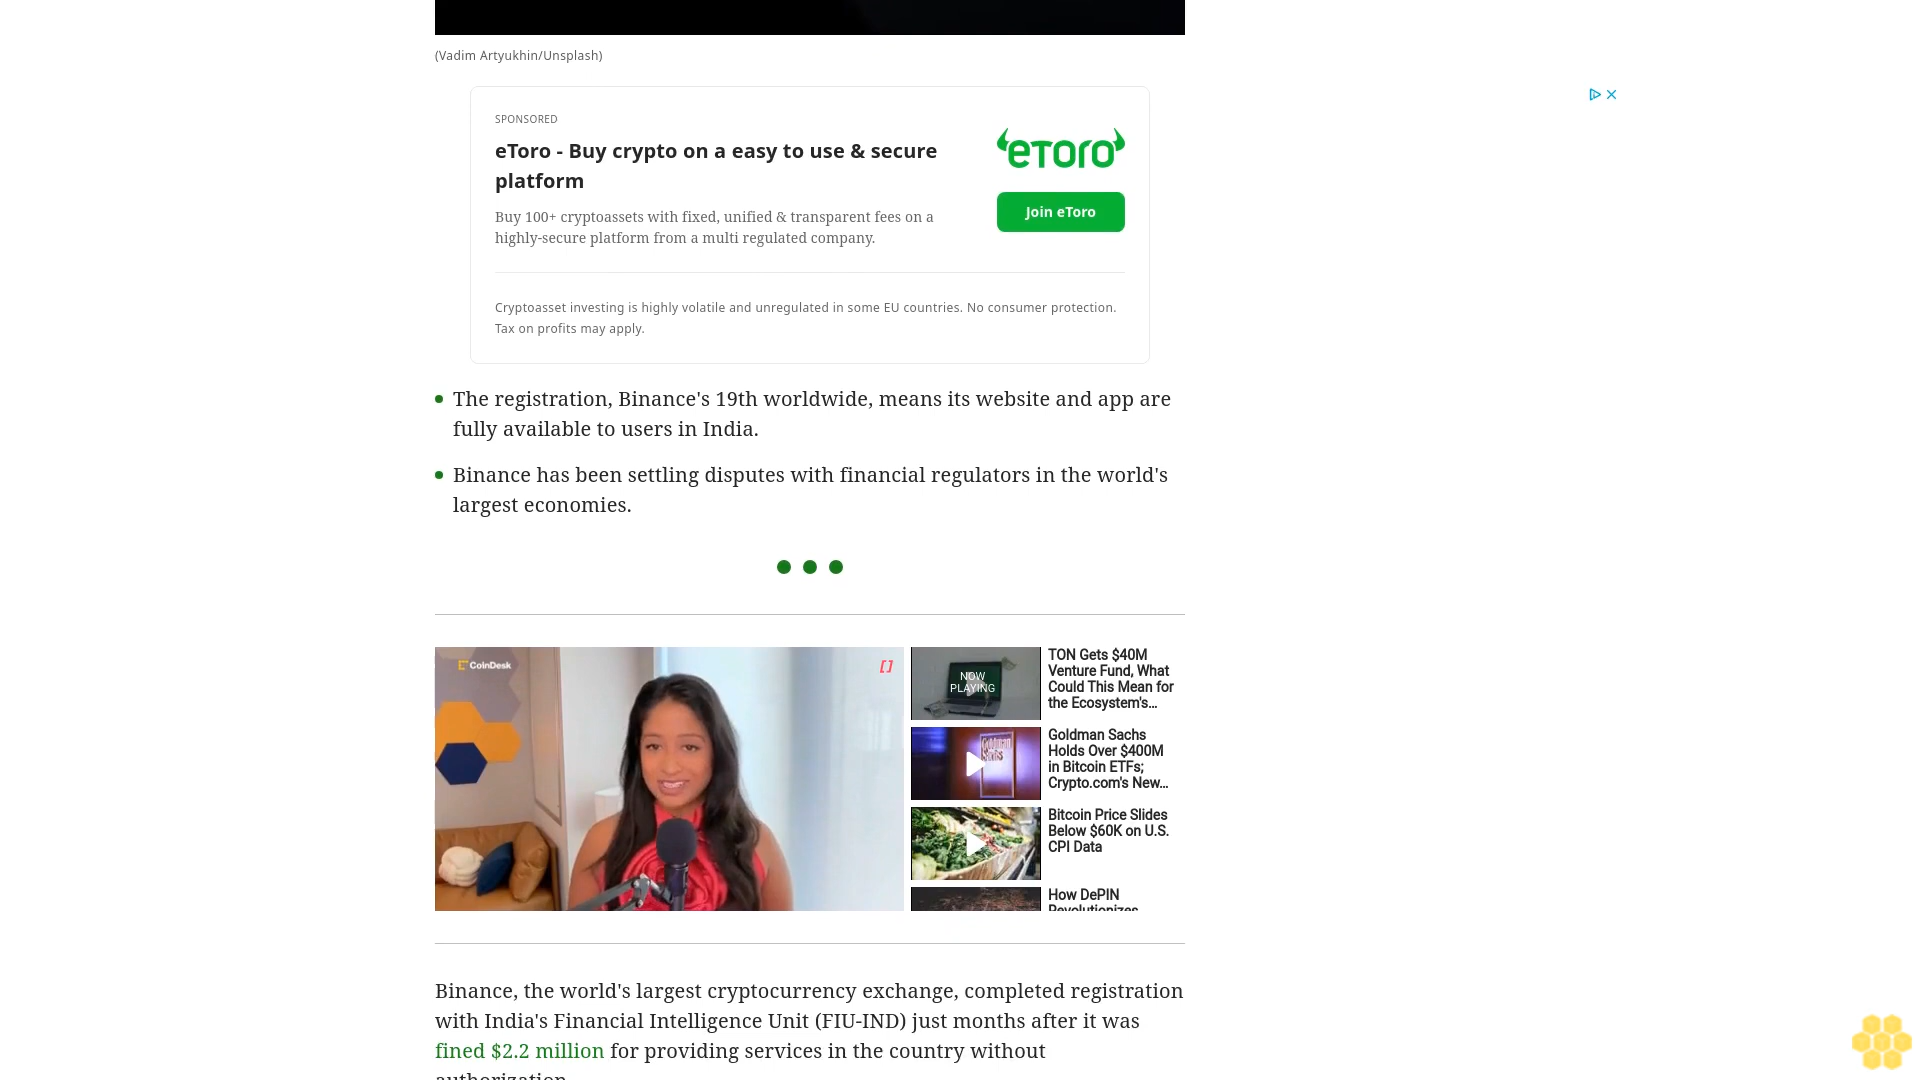 (Vadim Artyukhin/Unsplash)
SPONSORED
eToro - Buy crypto on a easy to use & secure
platform
Buy 100+ cryptoassets with fixed, unified & transparent fees on a
highly-secure platform from a multi regulated company.
eToro
Join eToro
Cryptoasset investing is highly volatile and unregulated in some EU countries. No consumer protection.
Tax on profits may apply.
The registration, Binance's 19th worldwide, means its website and app are
fully available to users in India.
Binance has been settling disputes with financial regulators in the world's
largest economies.
CoinDesk
[ ]
NOW
PLAYING
TON Gets $40M
Venture Fund, What
Could This Mean for
the Ecosystem's...
Goldman
Sachs
Goldman Sachs
Holds Over $400M
in Bitcoin ETFs;
Crypto.com's New...
Bitcoin Price Slides
Below $60K on U.S.
CPI Data
How DePIN
Revolutionizes
Binance, the world's largest cryptocurrency exchange, completed registration
with India's Financial Intelligence Unit (FIU-IND) just months after it was
fined $2.2 million for providing services in the country without
authorization.